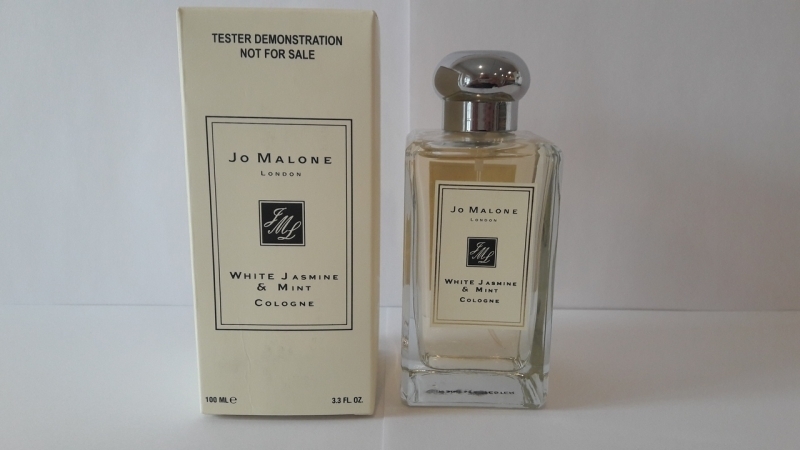 TESTER DEMONSTRATION
NOT FOR SALE
JO MALONE
LONDON
JML
WHITE JASMINE
& MINT
COLOGNE
100 ML e
3.3 FL. OZ.
JO MALONE
LONDON
JML
WHITE JASMINE
& MINT
COLOGNE